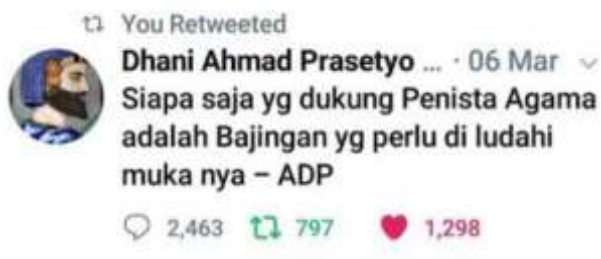 You Retweeted
Dhani Ahmad Prasetyo ... · 06 Mar
Siapa saja yg dukung Penista Agama
adalah Bajingan yg perlu di ludahi
muka nya – ADP
2,463 797 1,298